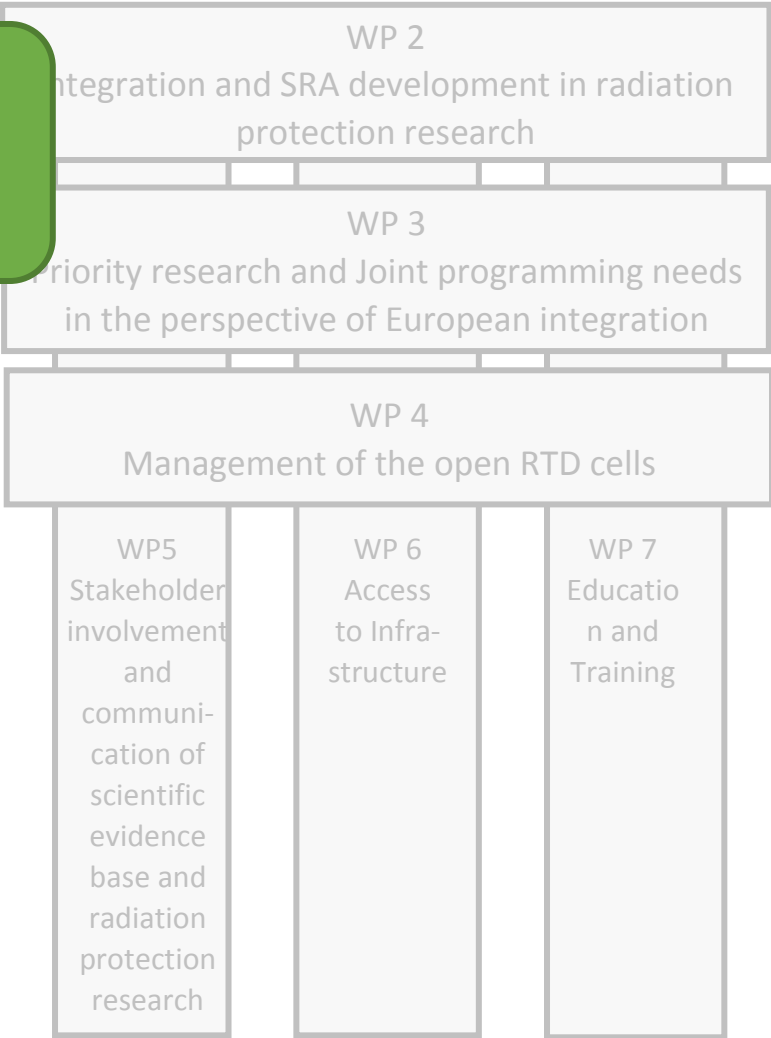 WP 2
ntegration and SRA development in radiation
protection research
WP 3
Priority research and Joint programming needs
in the perspective of European integration
WP 4
Management of the open RTD cells
WP5
Stakeholder
involvement
and
communi-
cation of
scientific
evidence
base and
radiation
protection
research
WP 6
Access
to Infra-
structure
WP 7
Educatio
n and
Training